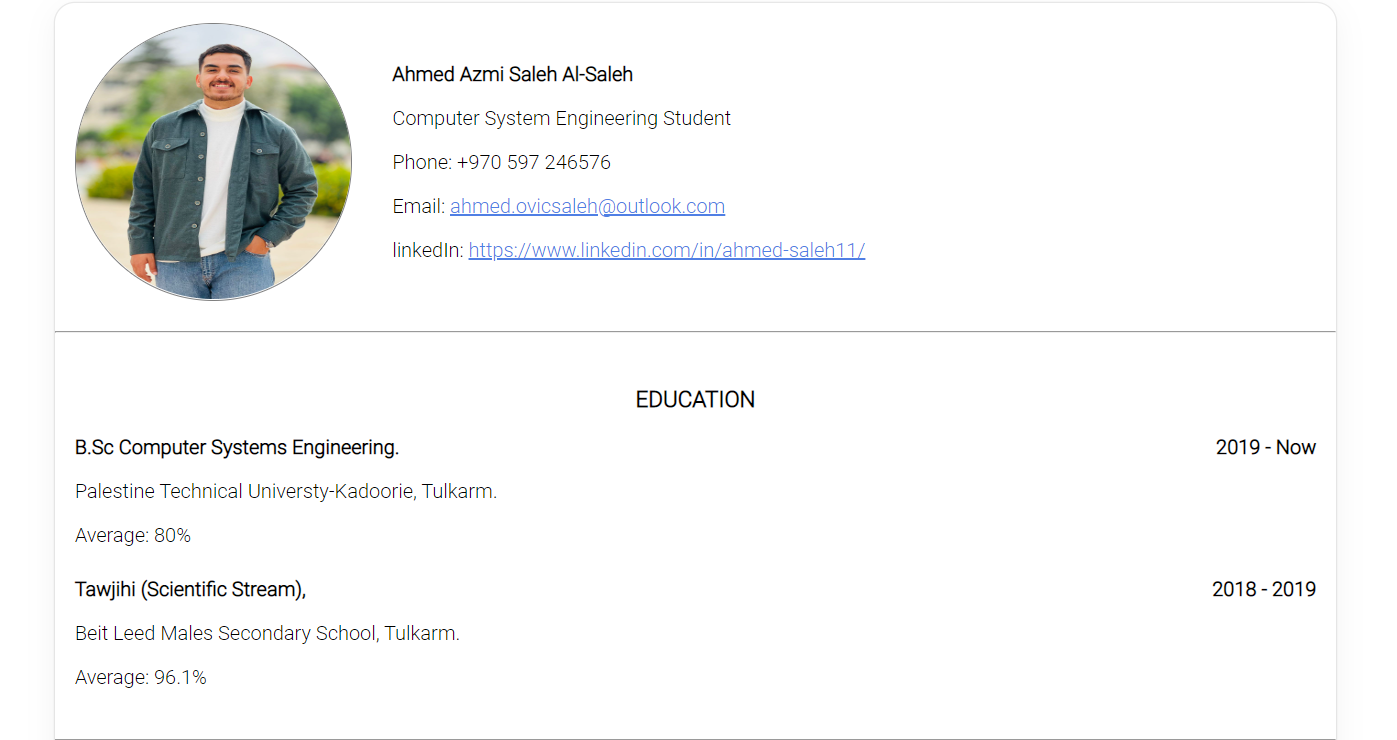 Ahmed Azmi Saleh Al-Saleh
Computer System Engineering Student
Phone: +970 597 246576
Email: ahmed.ovicsaleh@outlook.com
linkedIn: https://www.linkedin.com/in/ahmed-saleh11/
EDUCATION
B.Sc Computer Systems Engineering. 2019 - Now
Palestine Technical Universty-Kadoorie, Tulkarm.
Average: 80%
Tawjihi (Scientific Stream), 2018 - 2019
Beit Leed Males Secondary School, Tulkarm.
Average: 96.1%